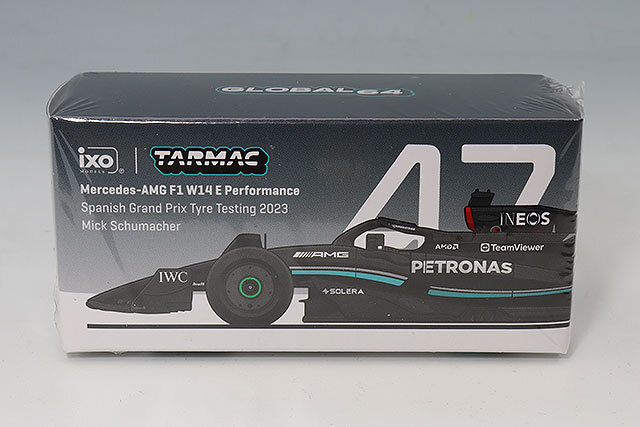 GLOBAL64
ixo
MODELS
TARMAC
Mercedes-AMG F1 W14 E Performance
Spanish Grand Prix Tyre Testing 2023
Mick Schumacher
47
INEOS
AMD
TeamViewer
AMG
PETRONAS
IWC
SOLERA